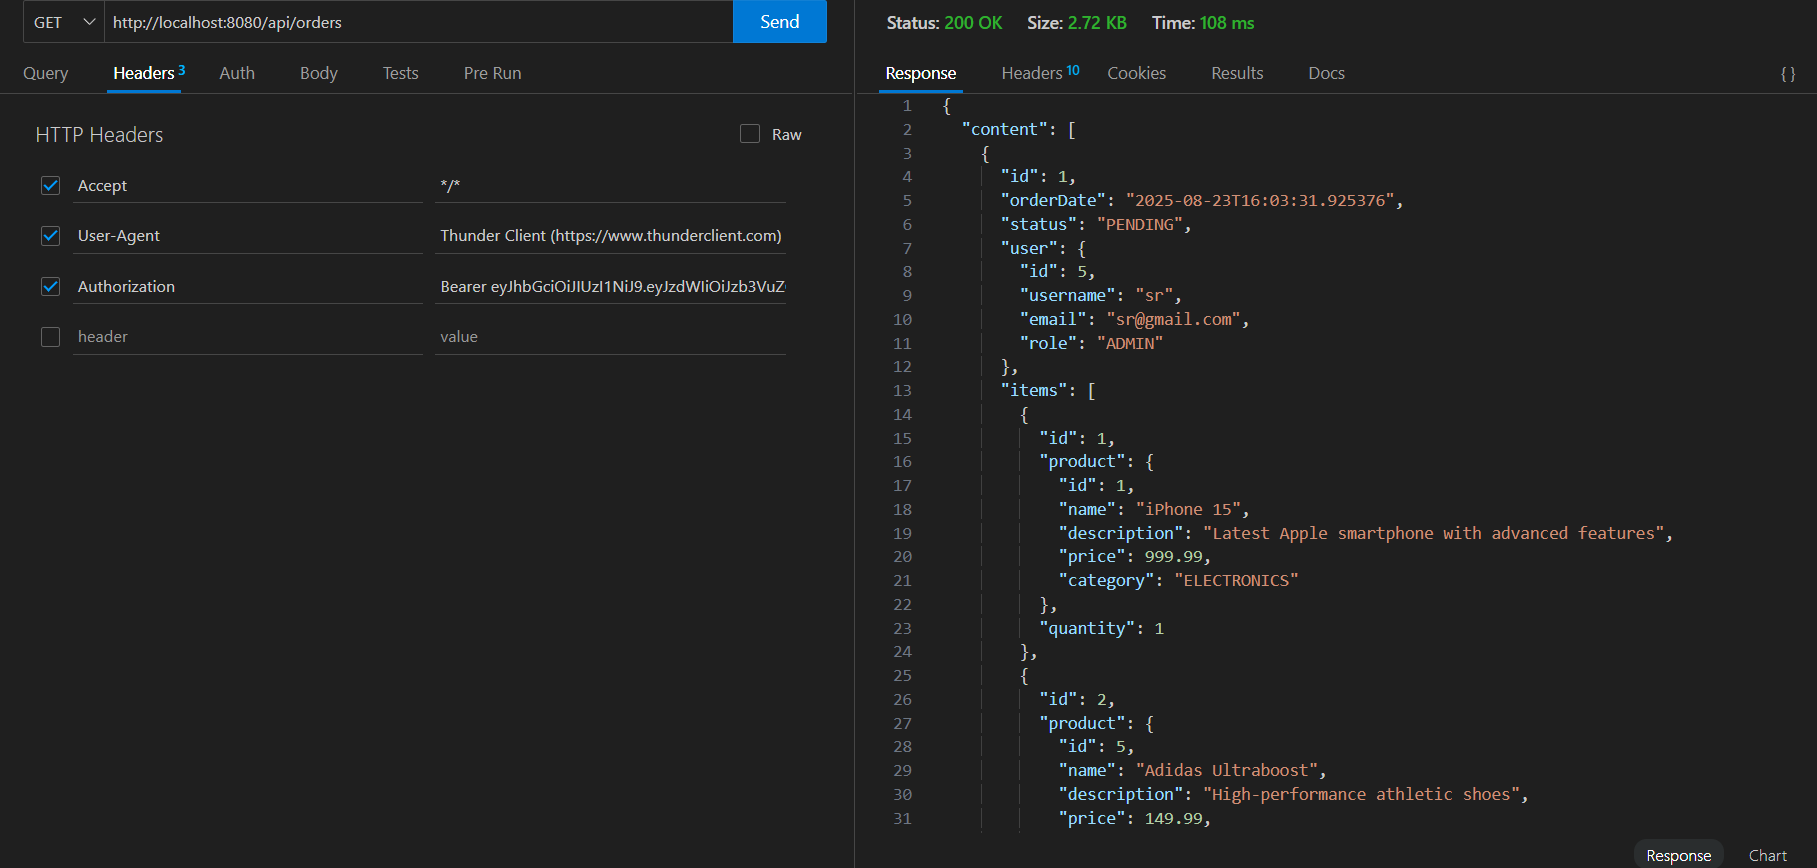 GET http://localhost:8080/api/orders Send
Query Headers 3 Auth Body Tests Pre Run
HTTP Headers Raw
Accept */*
User-Agent Thunder Client (https://www.thunderclient.com)
Authorization Bearer eyJhbGciOiJIUzI1NiJ9.eyJzdWIiOiJzb3VuZ
header value
Status: 200 OK Size: 2.72 KB Time: 108 ms
Response Headers 10 Cookies Results Docs { }
1 {
2 "content": [
3 {
4 "id": 1,
5 "orderDate": "2025-08-23T16:03:31.925376",
6 "status": "PENDING",
7 "user": {
8 "id": 5,
9 "username": "sr",
10 "email": "sr@gmail.com",
11 "role": "ADMIN"
12 },
13 "items": [
14 {
15 "id": 1,
16 "product": {
17 "id": 1,
18 "name": "iPhone 15",
19 "description": "Latest Apple smartphone with advanced features",
20 "price": 999.99,
21 "category": "ELECTRONICS"
22 },
23 "quantity": 1
24 },
25 {
26 "id": 2,
27 "product": {
28 "id": 5,
29 "name": "Adidas Ultraboost",
30 "description": "High-performance athletic shoes",
31 "price": 149.99,
Response Chart